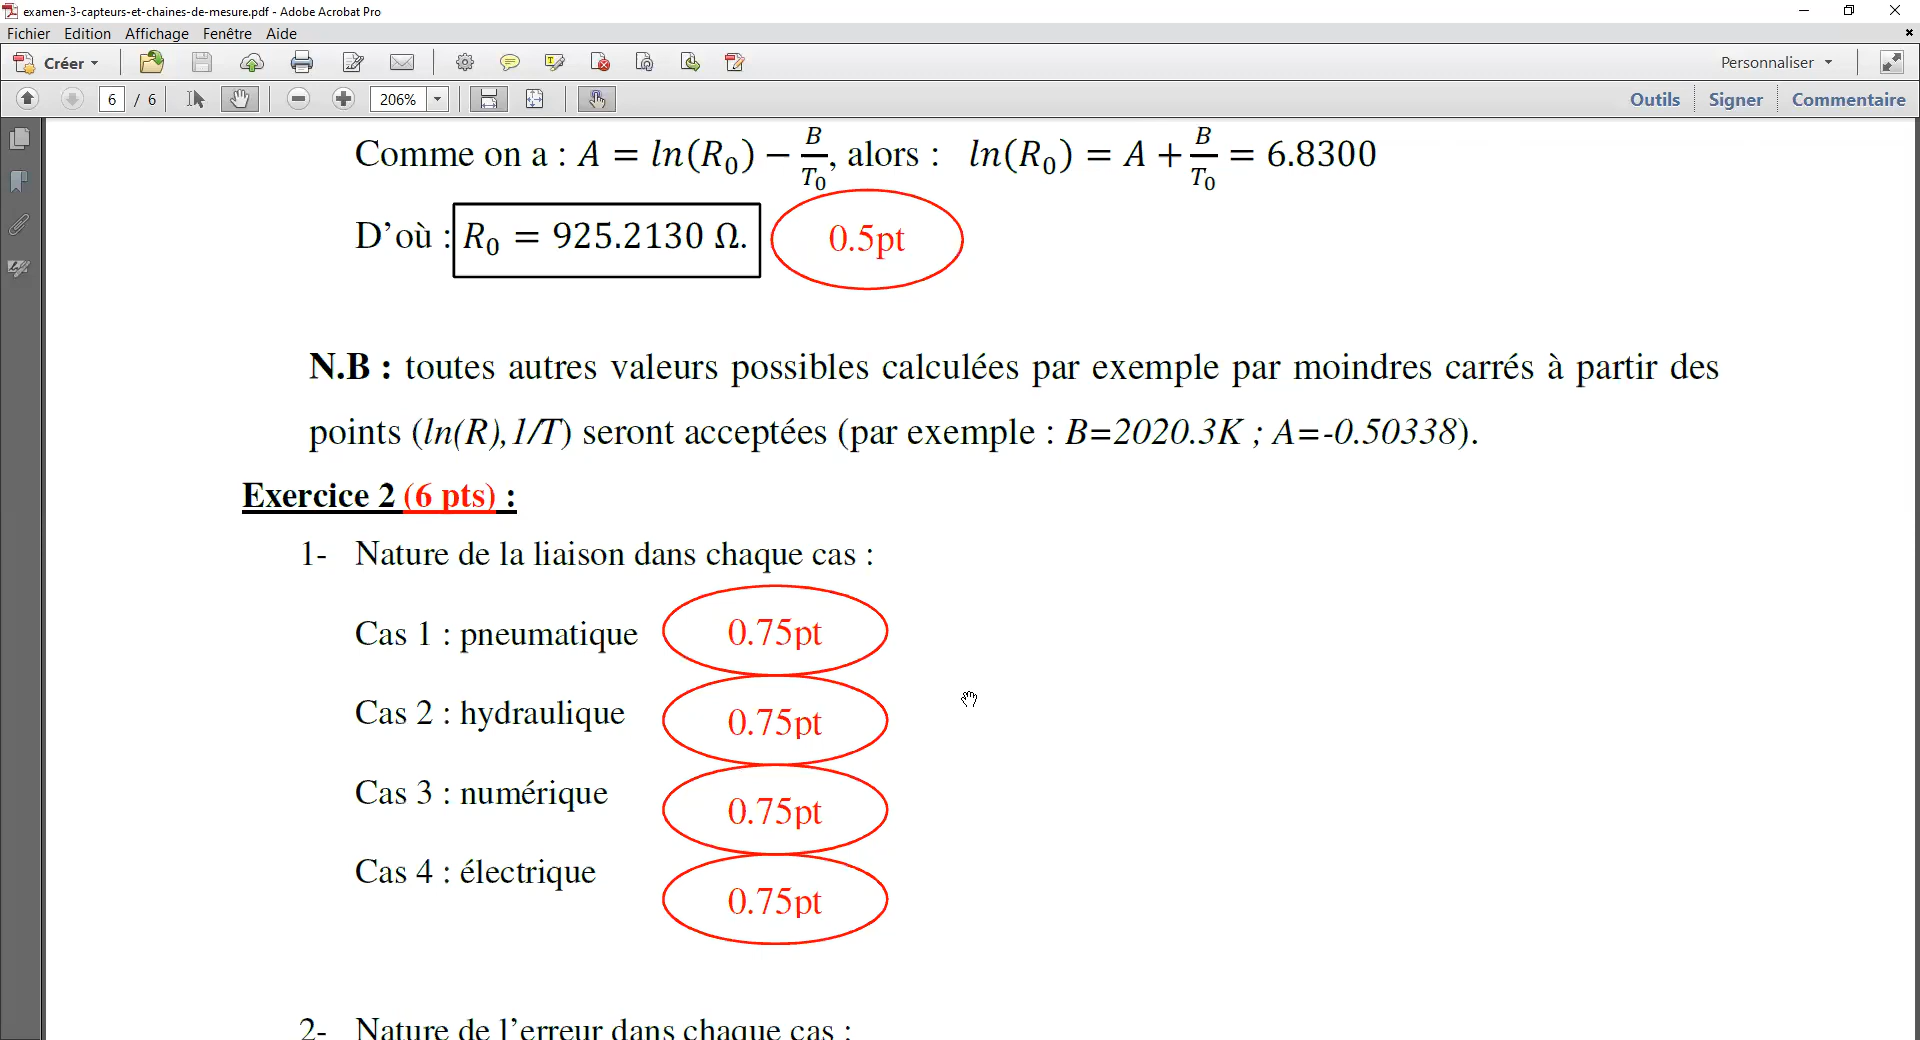 examen-3-capteurs-et-chaines-de-mesure.pdf - Adobe Acrobat Pro
Fichier Edition Affichage Fenêtre Aide
Créer
Personnaliser
6 / 6 206%
Outils Signer Commentaire
Comme on a : A = ln(R₀) − B/T₀, alors : ln(R₀) = A + B/T₀ = 6.8300
D’où : R₀ = 925.2130 Ω. 0.5pt
N.B : toutes autres valeurs possibles calculées par exemple par moindres carrés à partir des
points (ln(R),1/T) seront acceptées (par exemple : B=2020.3K ; A=-0.50338).
Exercice 2 (6 pts) :
1- Nature de la liaison dans chaque cas :
Cas 1 : pneumatique 0.75pt
Cas 2 : hydraulique 0.75pt
Cas 3 : numérique 0.75pt
Cas 4 : électrique 0.75pt
2- Nature de l’erreur dans chaque cas :